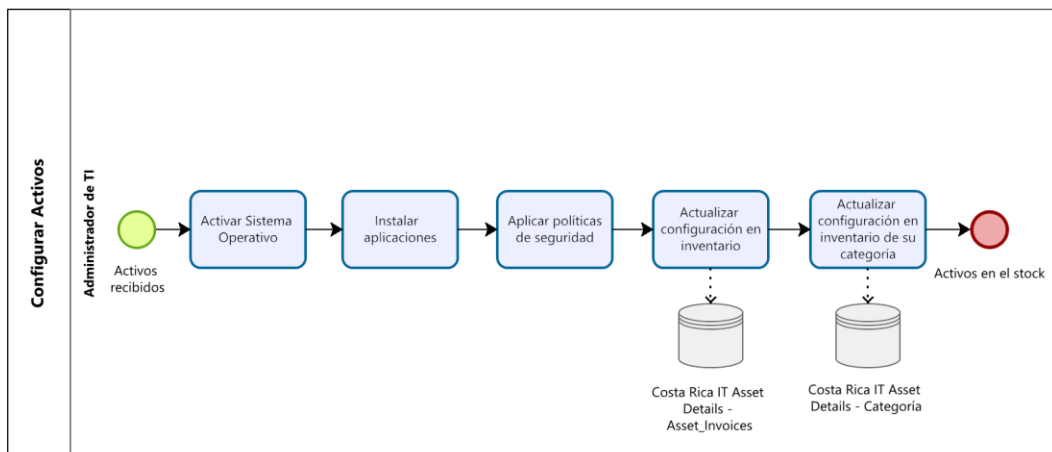 Configurar Activos
Administrador de TI
Activos
recibidos
Activar Sistema
Operativo
Instalar
aplicaciones
Aplicar políticas
de seguridad
Actualizar
configuración en
inventario
Actualizar
configuración en
inventario de su
categoría
Activos en el stock
Costa Rica IT Asset
Details -
Asset_Invoices
Costa Rica IT Asset
Details - Categoría